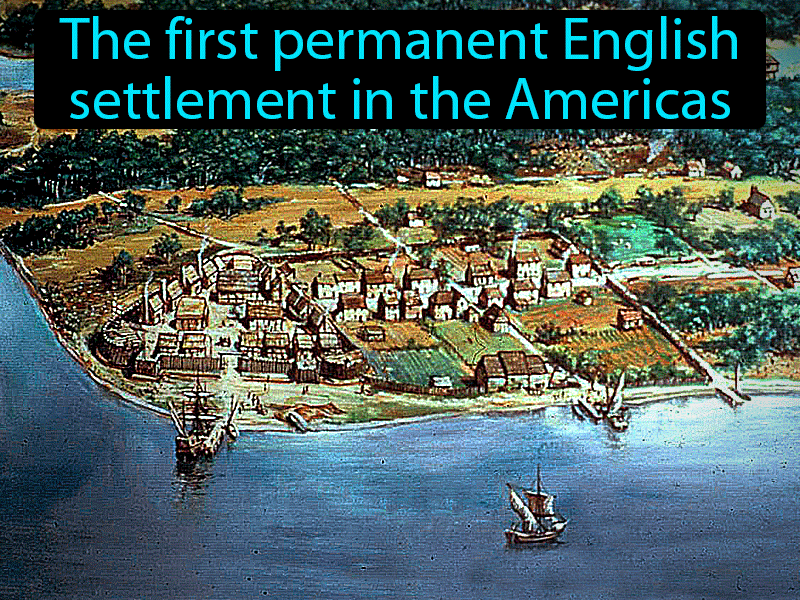 The first permanent English
settlement in the Americas